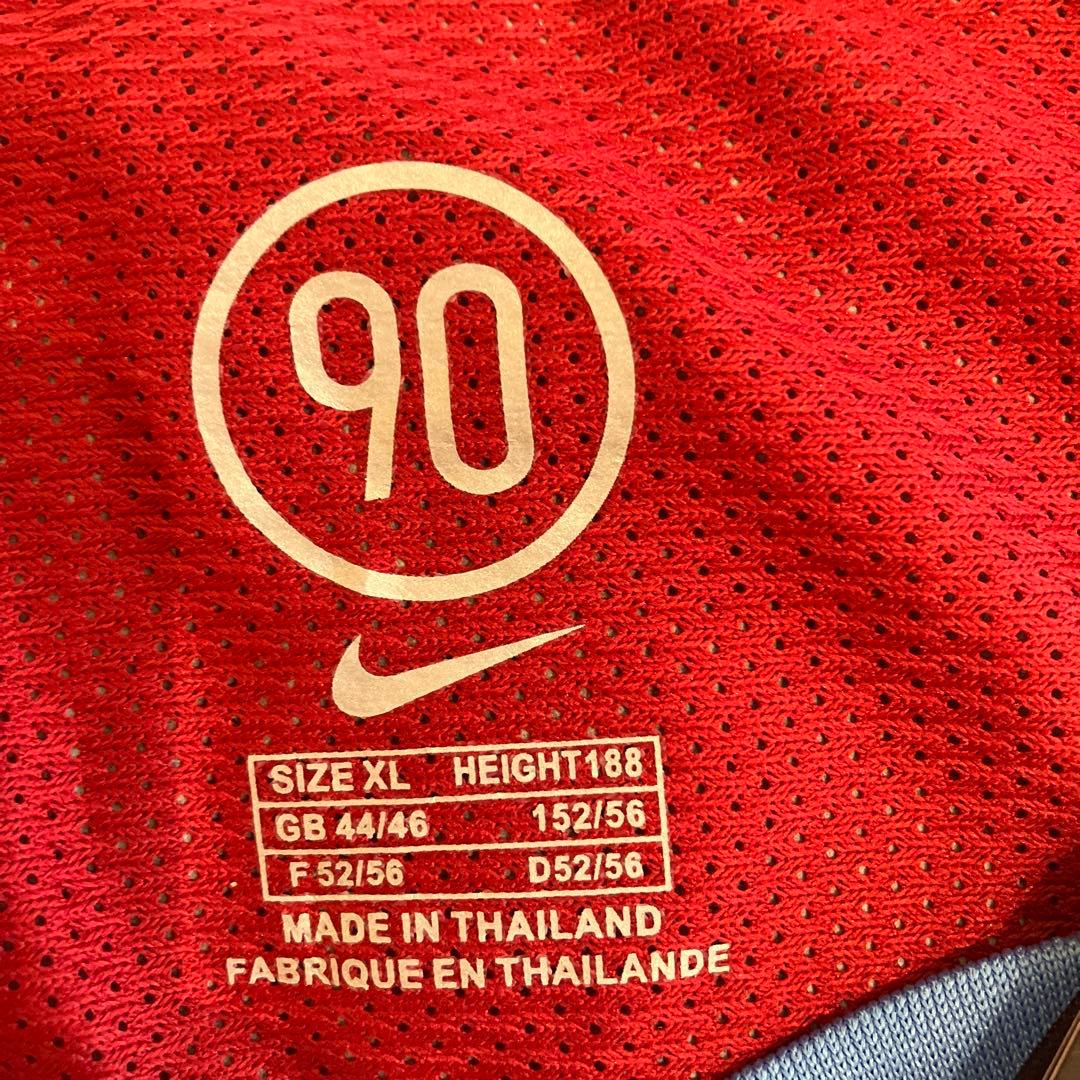 90
SIZE XL HEIGHT188
GB 44/46 152/56
F 52/56 D52/56
MADE IN THAILAND
FABRIQUE EN THAILANDE